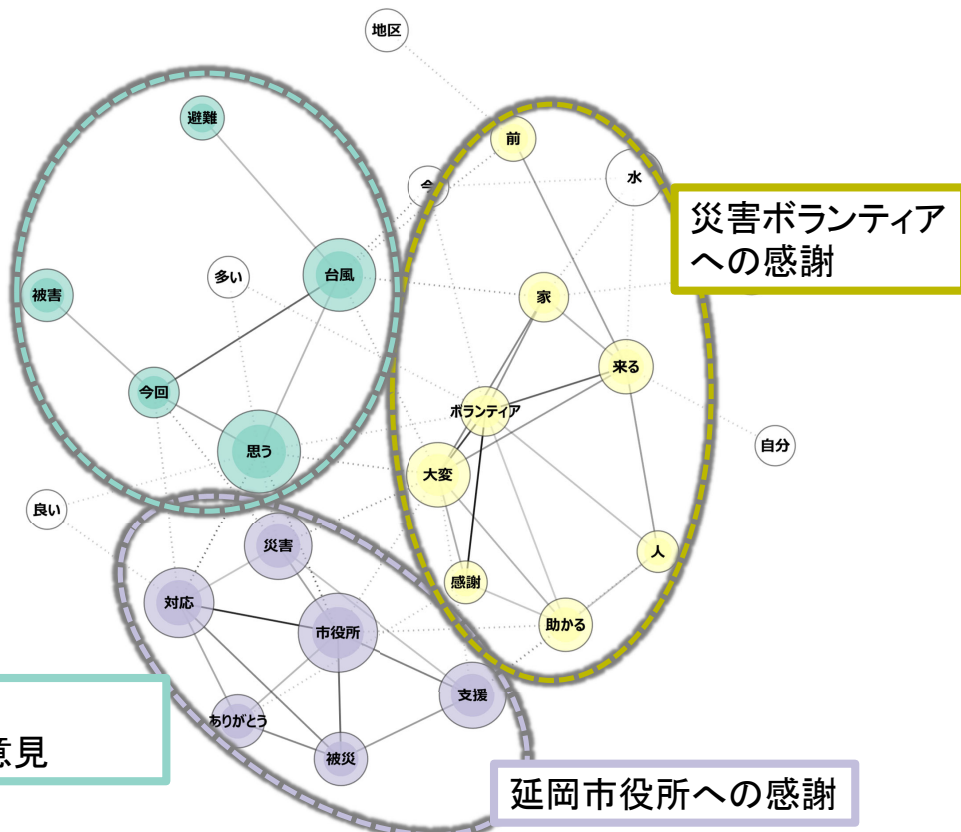 地区
避難
前
今
水
災害ボランティア
への感謝
多い
台風
被害
家
今回
来る
ボランティア
思う
大変
自分
良い
災害
人
感謝
対応
助かる
市役所
支援
ありがとう
意見
被災
延岡市役所への感謝